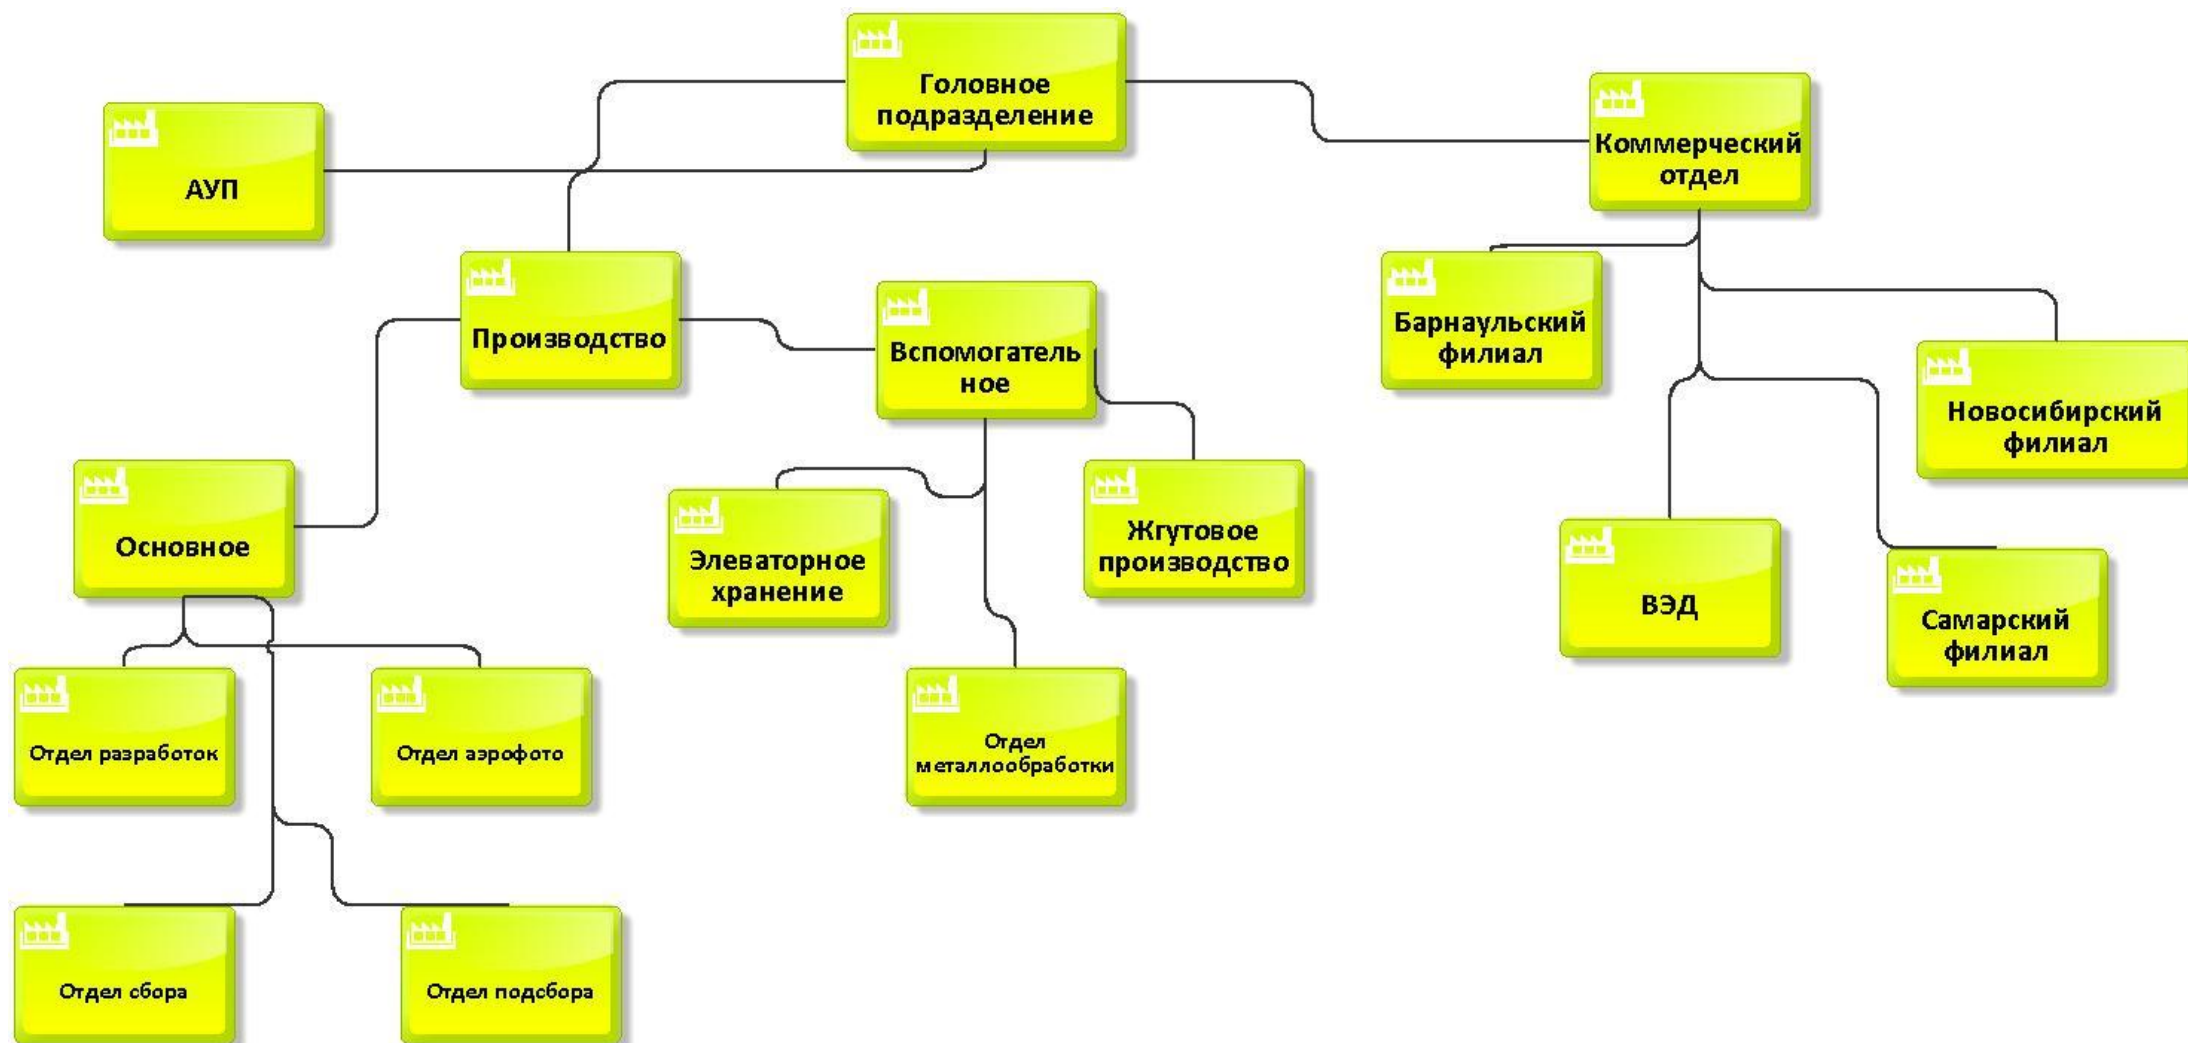 Головное
подразделение
АУП
Коммерческий
отдел
Производство
Вспомогатель
ное
Барнаульский
филиал
Новосибирский
филиал
Основное
Элеваторное
хранение
Жгутовое
производство
ВЭД
Самарский
филиал
Отдел разработок
Отдел аэрофото
Отдел
металлообработки
Отдел сбора
Отдел подсбора